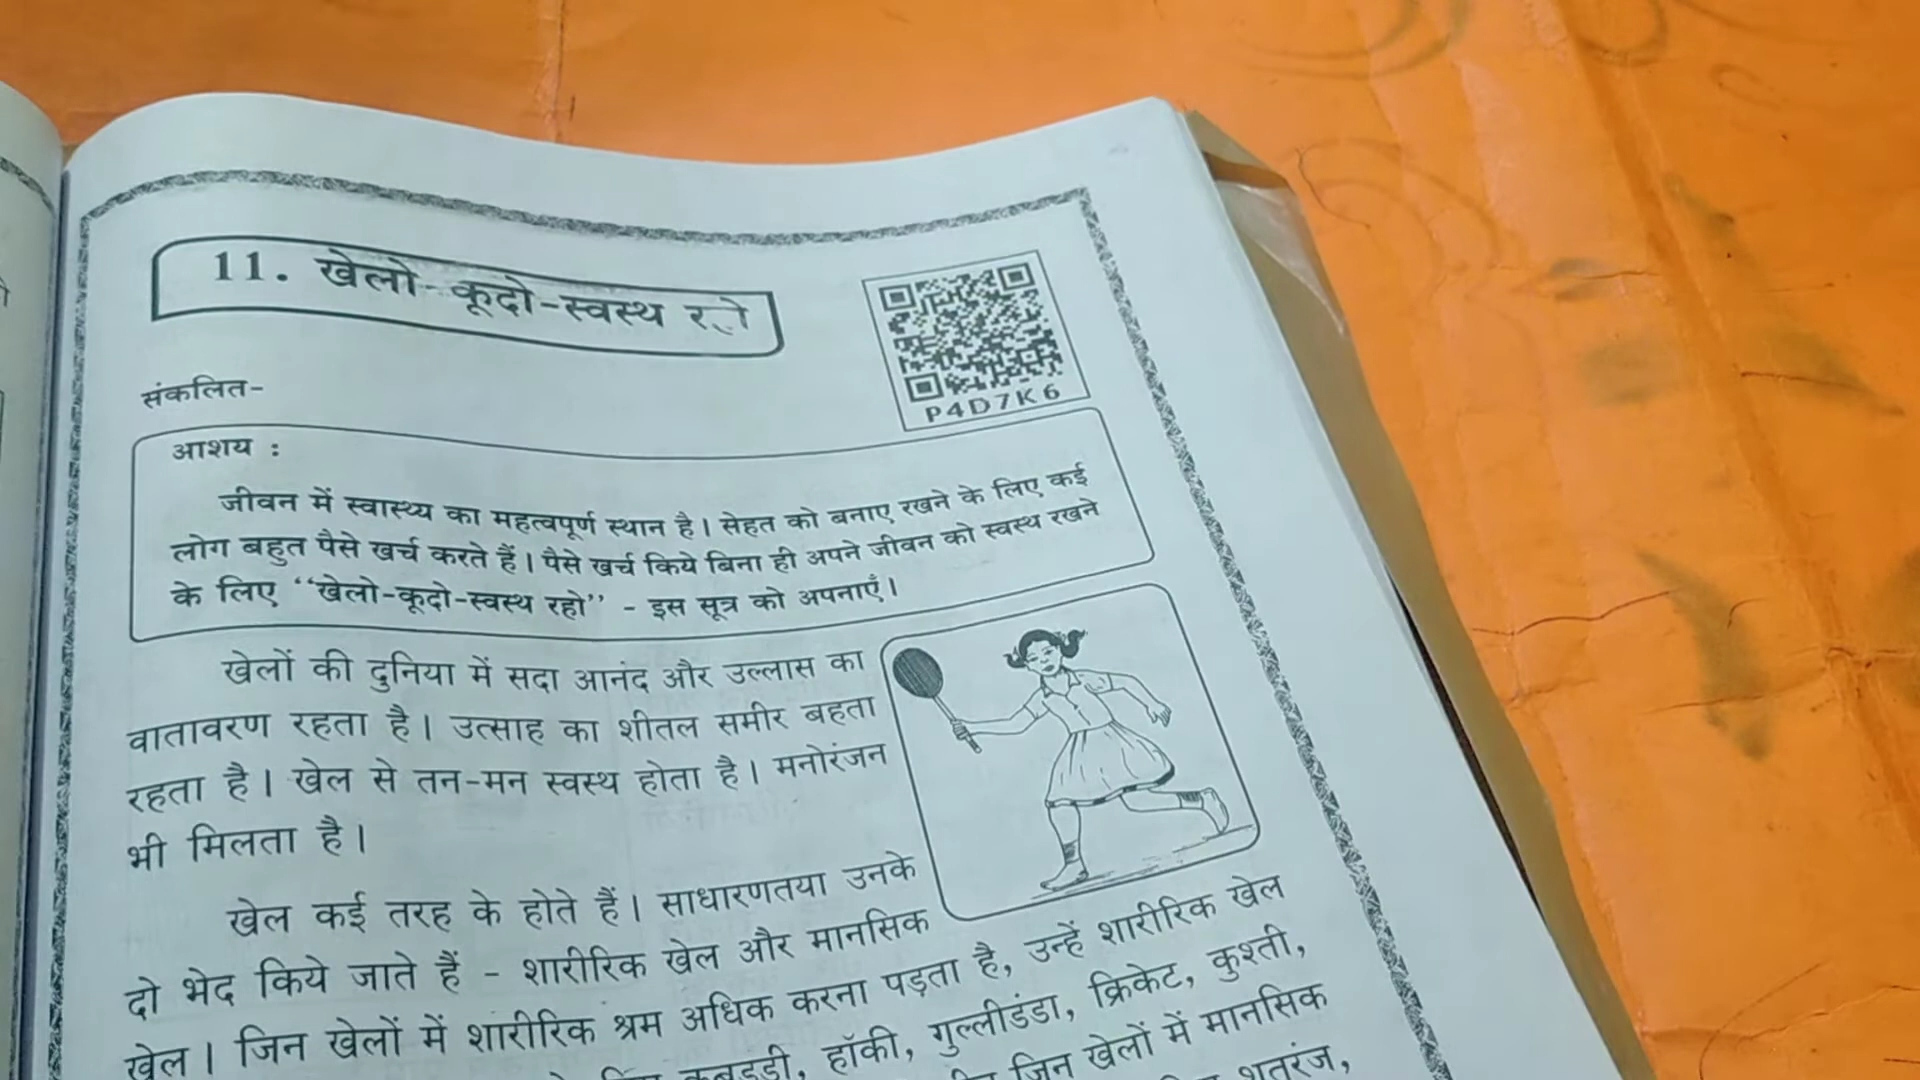 11. खेलो-कूदो-स्वस्थ
P4D7K6
संकलित-
आशय :
जीवन में स्वास्थ्य का महत्वपूर्ण स्थान है। सेहत को बनाए रखने के लिए कई
लोग बहुत पैसे खर्च करते हैं। पैसे खर्च किये बिना ही अपने जीवन को स्वस्थ रखने
के लिए “खेलो-कूदो-स्वस्थ रहो” - इस सूत्र को अपनाएँ।
खेलों की दुनिया में सदा आनंद और उल्लास का
वातावरण रहता है। उत्साह का शीतल समीर बहता
रहता है। खेल से तन-मन स्वस्थ होता है। मनोरंजन
भी मिलता है।
खेल कई तरह के होते हैं। साधारणतया उनके
दो भेद किये जाते हैं - शारीरिक खेल और मानसिक
खेल। जिन खेलों में शारीरिक श्रम अधिक करना पड़ता है, उन्हें शारीरिक खेल
कबड्डी, हॉकी, गुल्लीडंडा, क्रिकेट, कुश्ती,
जिन खेलों में मानसिक
शतरंज,